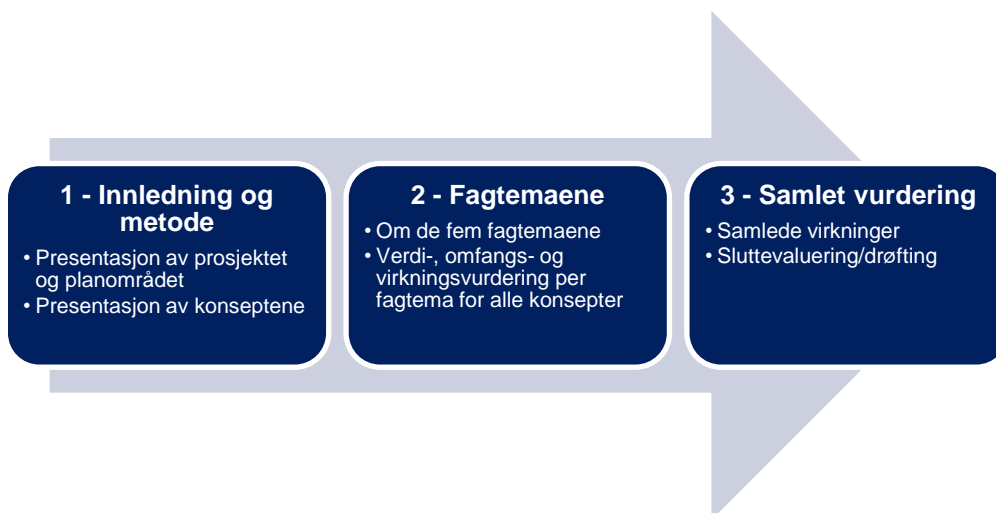 1 - Innledning og
metode
• Presentasjon av prosjektet
og planområdet
• Presentasjon av konseptene
2 - Fagtemaene
• Om de fem fagtemaene
• Verdi-, omfangs- og
virkningsvurdering per
fagtema for alle konsepter
3 - Samlet vurdering
• Samlede virkninger
• Sluttevaluering/drøfting